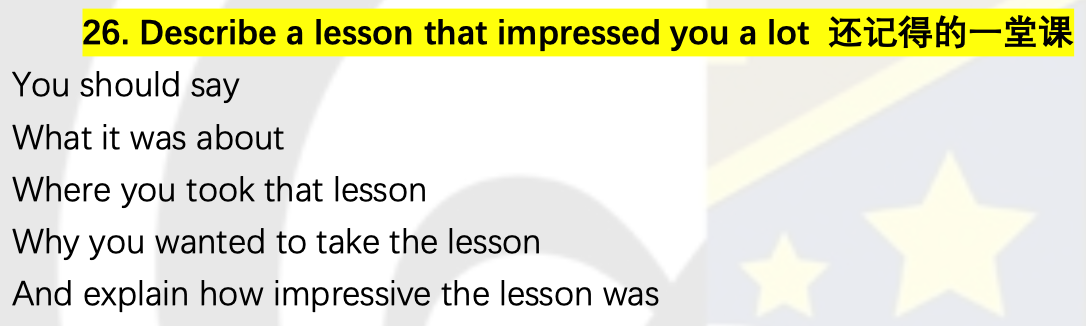 26. Describe a lesson that impressed you a lot 还记得的一堂课
You should say
What it was about
Where you took that lesson
Why you wanted to take the lesson
And explain how impressive the lesson was